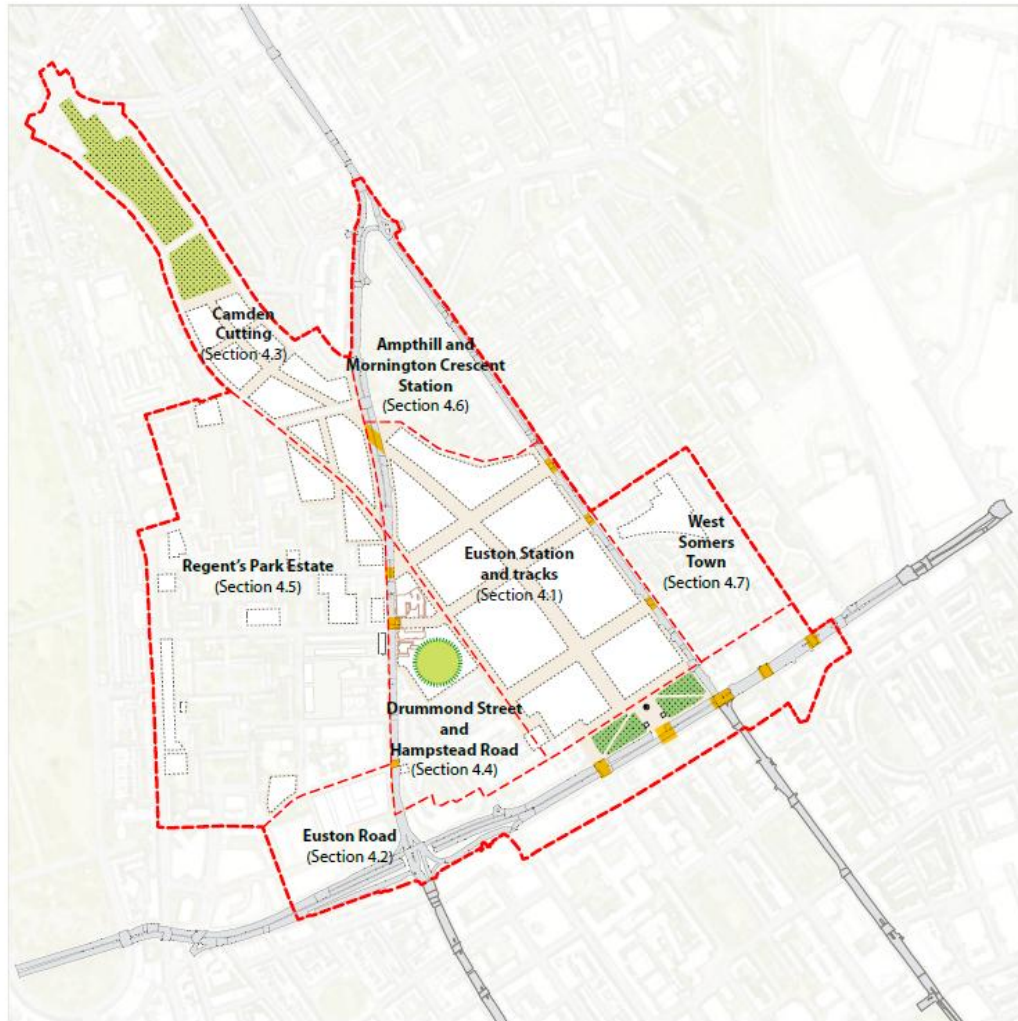 Camden
Cutting
(Section 4.3)
Ampthill and
Mornington Crescent
Station
(Section 4.6)
West
Somers
Town
(Section 4.7)
Euston Station
and tracks
(Section 4.1)
Regent's Park Estate
(Section 4.5)
Drummond Street
and
Hampstead Road
(Section 4.4)
Euston Road
(Section 4.2)